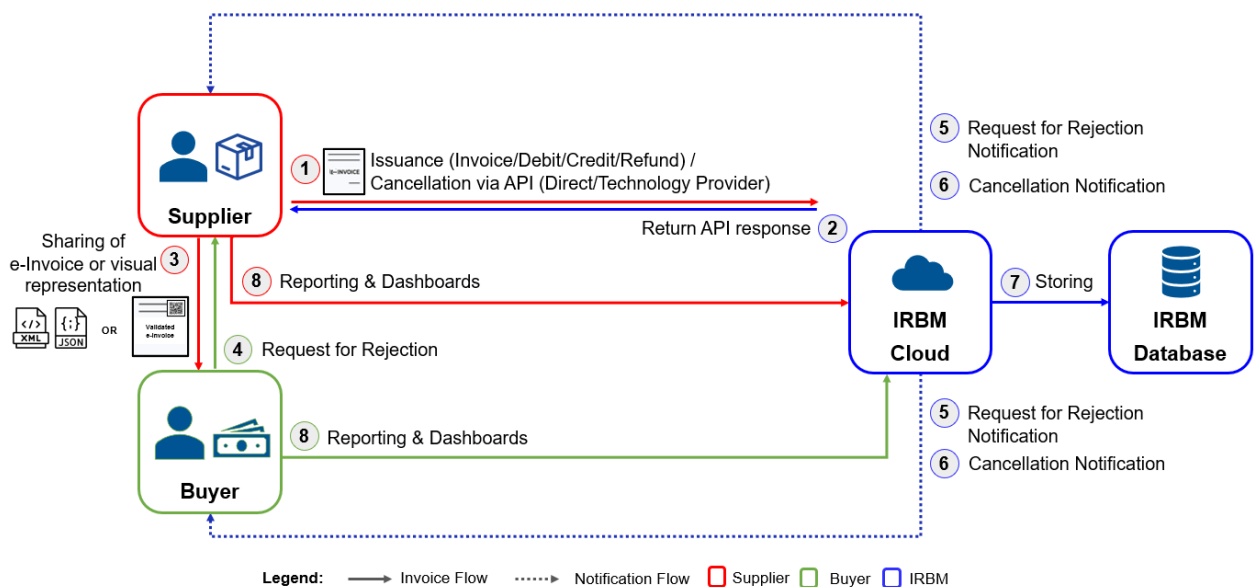 5
Request for Rejection
Notification
6
Cancellation Notification
1
e-INVOICE
Issuance (Invoice/Debit/Credit/Refund) /
Cancellation via API (Direct/Technology Provider)
Supplier
Return API response
2
Sharing of
e-Invoice or visual
representation
3
8
Reporting & Dashboards
7
Storing
IRBM
Cloud
IRBM
Database
</>
XML
{;}
JSON
OR
Validated
e-Invoice
4
Request for Rejection
5
Request for Rejection
Notification
6
Cancellation Notification
8
Reporting & Dashboards
Buyer
Legend:
Invoice Flow
Notification Flow
Supplier
Buyer
IRBM